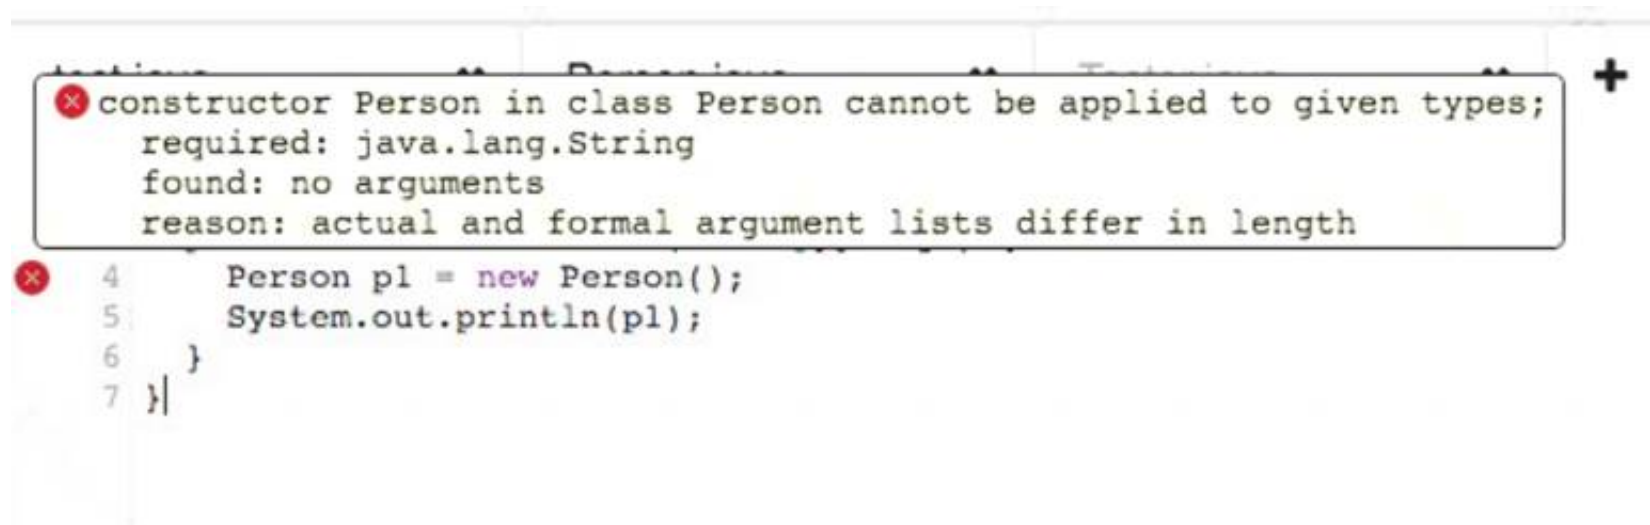 constructor Person in class Person cannot be applied to given types;
required: java.lang.String
found: no arguments
reason: actual and formal argument lists differ in length
4 Person p1 = new Person();
5 System.out.println(p1);
6 }
7 }